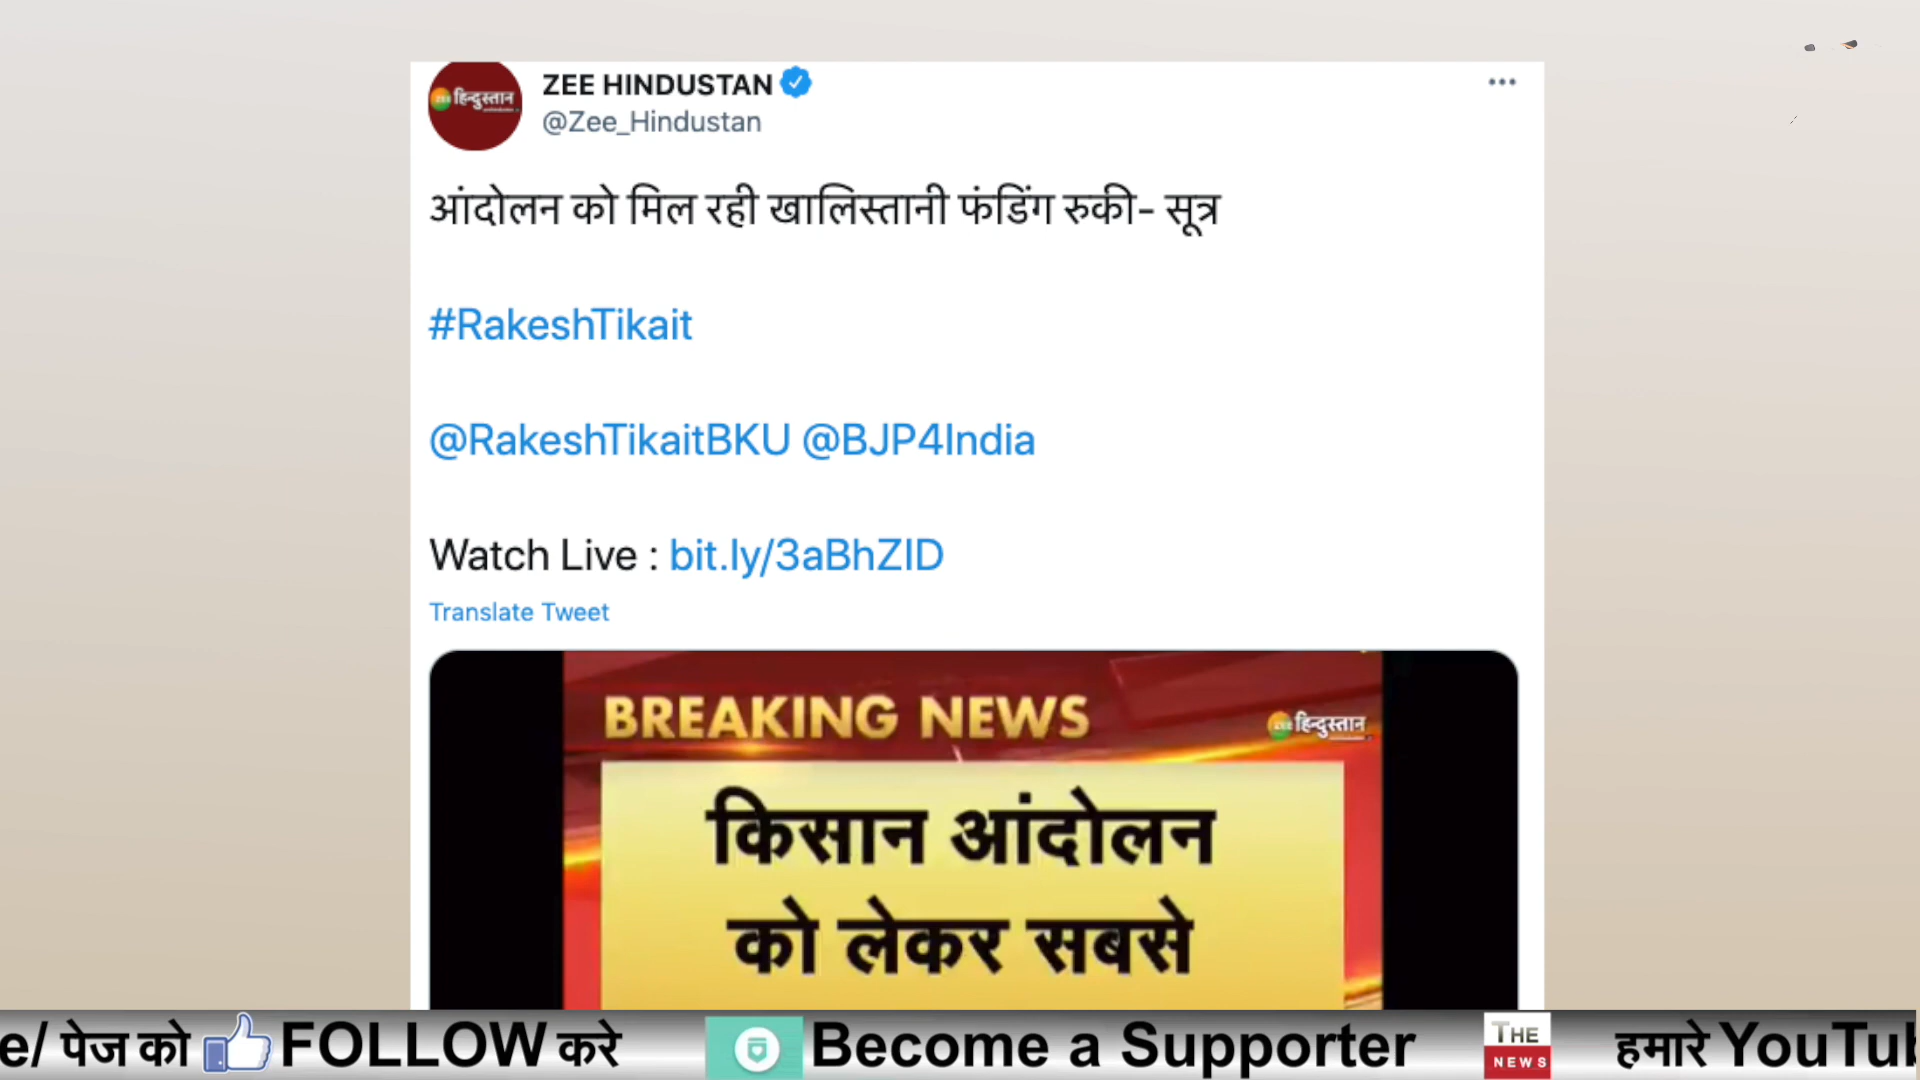 ZEE HINDUSTAN
@Zee_Hindustan
आंदोलन को मिल रही खालिस्तानी फंडिंग रुकी- सूत्र
#RakeshTikait
@RakeshTikaitBKU @BJP4India
Watch Live : bit.ly/3aBhZID
Translate Tweet
BREAKING NEWS
हिन्दुस्तान
किसान आंदोलन
को लेकर सबसे
e/ पेज को FOLLOW करे Become a Supporter THE NEWS हमारे YouTub